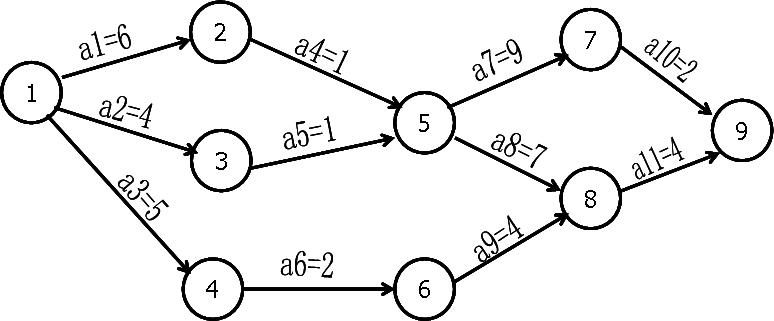 2
7
a1=6
a4=1
a7=9
a10=2
1
a2=4
5
9
a5=1
3
a8=7
a11=4
a3=5
8
a9=4
a6=2
4
6